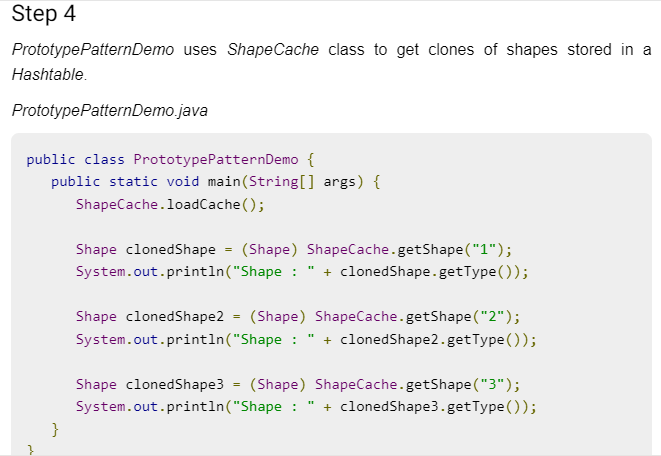 Step 4
PrototypePatternDemo uses ShapeCache class to get clones of shapes stored in a
Hashtable.
PrototypePatternDemo.java
public class PrototypePatternDemo {
   public static void main(String[] args) {
      ShapeCache.loadCache();

      Shape clonedShape = (Shape) ShapeCache.getShape("1");
      System.out.println("Shape : " + clonedShape.getType());

      Shape clonedShape2 = (Shape) ShapeCache.getShape("2");
      System.out.println("Shape : " + clonedShape2.getType());

      Shape clonedShape3 = (Shape) ShapeCache.getShape("3");
      System.out.println("Shape : " + clonedShape3.getType());
   }
}